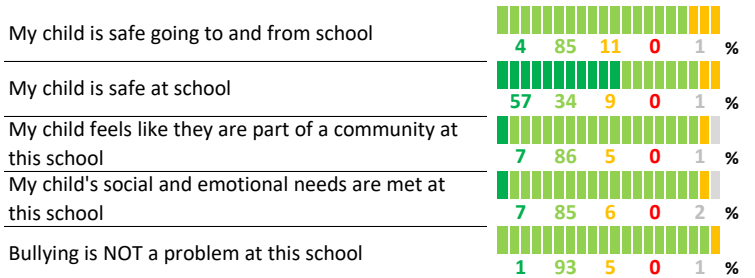 My child is safe going to and from school
4 85 11 0 1 %
My child is safe at school
57 34 9 0 1 %
My child feels like they are part of a community at
this school
7 86 5 0 1 %
My child's social and emotional needs are met at
this school
7 85 6 0 2 %
Bullying is NOT a problem at this school
1 93 5 0 1 %